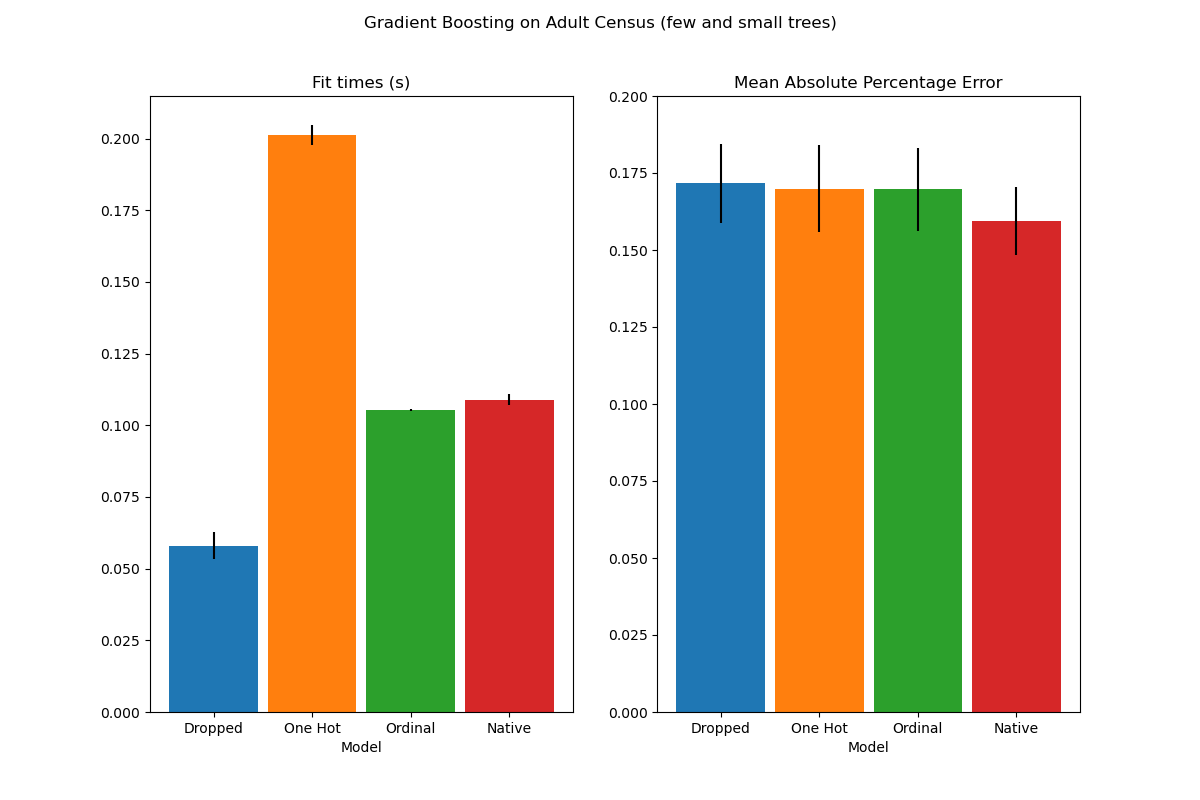 Gradient Boosting on Adult Census (few and small trees)
Fit times (s)
0.200
0.175
0.150
0.125
0.100
0.075
0.050
0.025
0.000
Dropped One Hot Ordinal Native
Model
Mean Absolute Percentage Error
0.200
0.175
0.150
0.125
0.100
0.075
0.050
0.025
0.000
Dropped One Hot Ordinal Native
Model